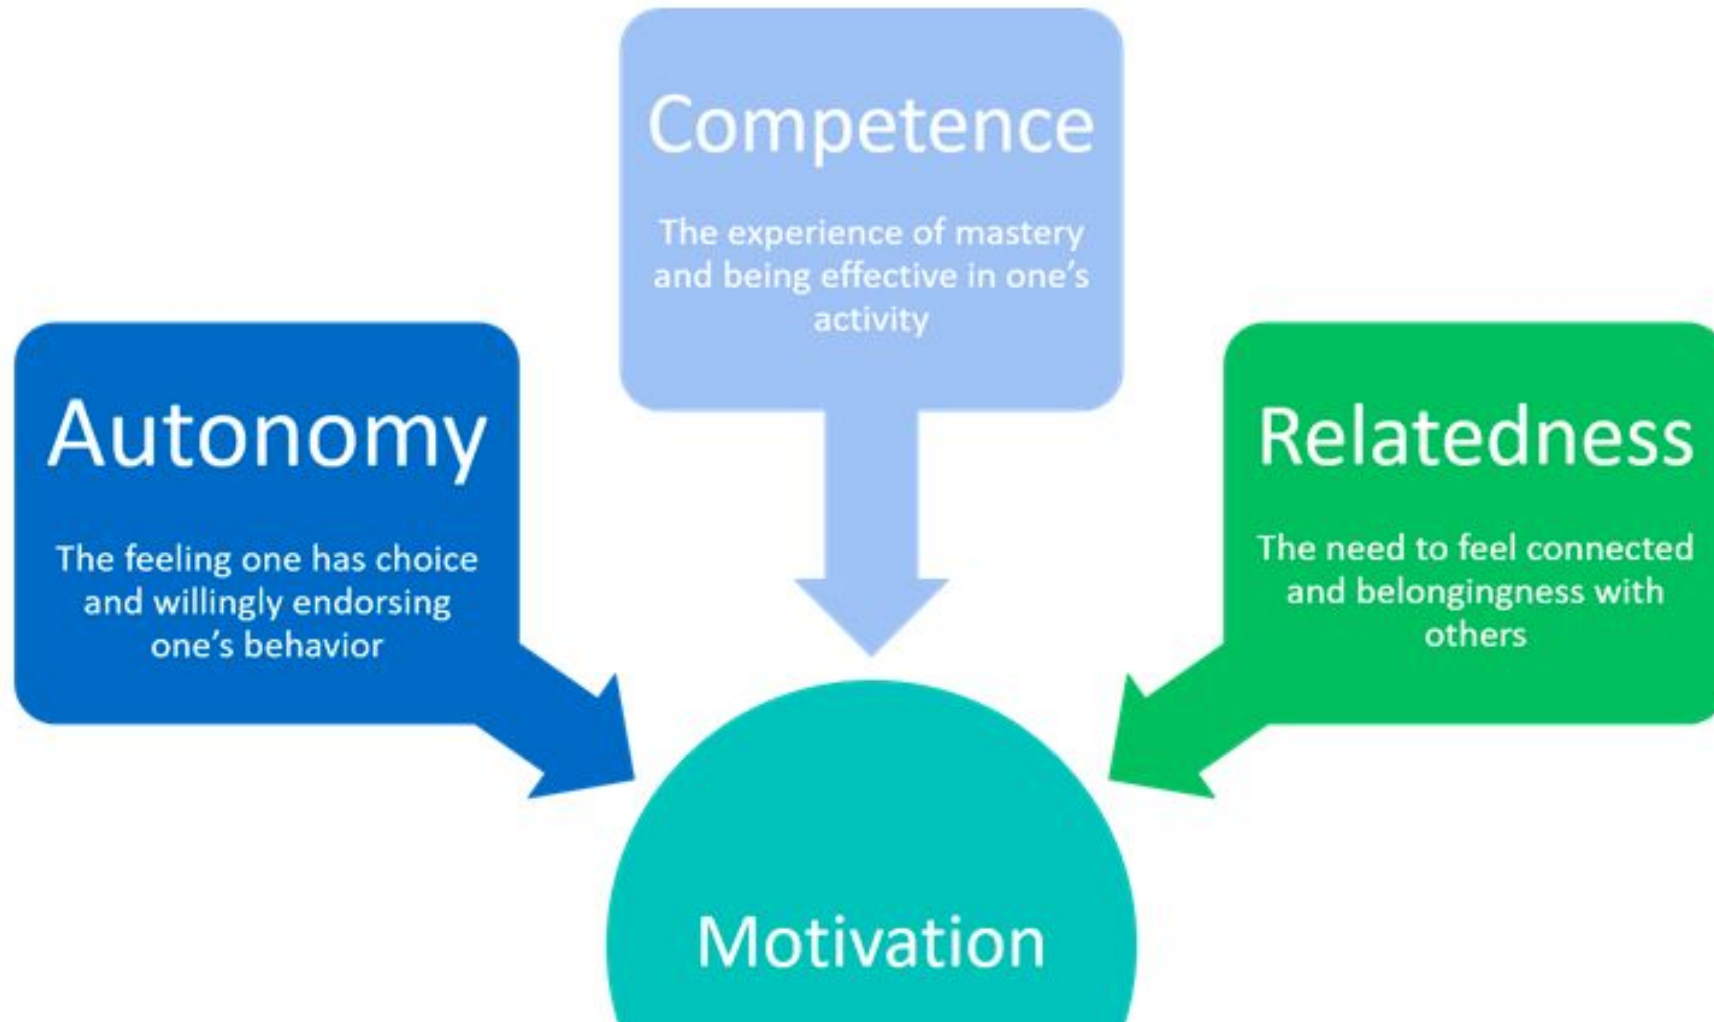 Competence
The experience of mastery
and being effective in one's
activity
Autonomy
The feeling one has choice
and willingly endorsing
one's behavior
Relatedness
The need to feel connected
and belongingness with
others
Motivation